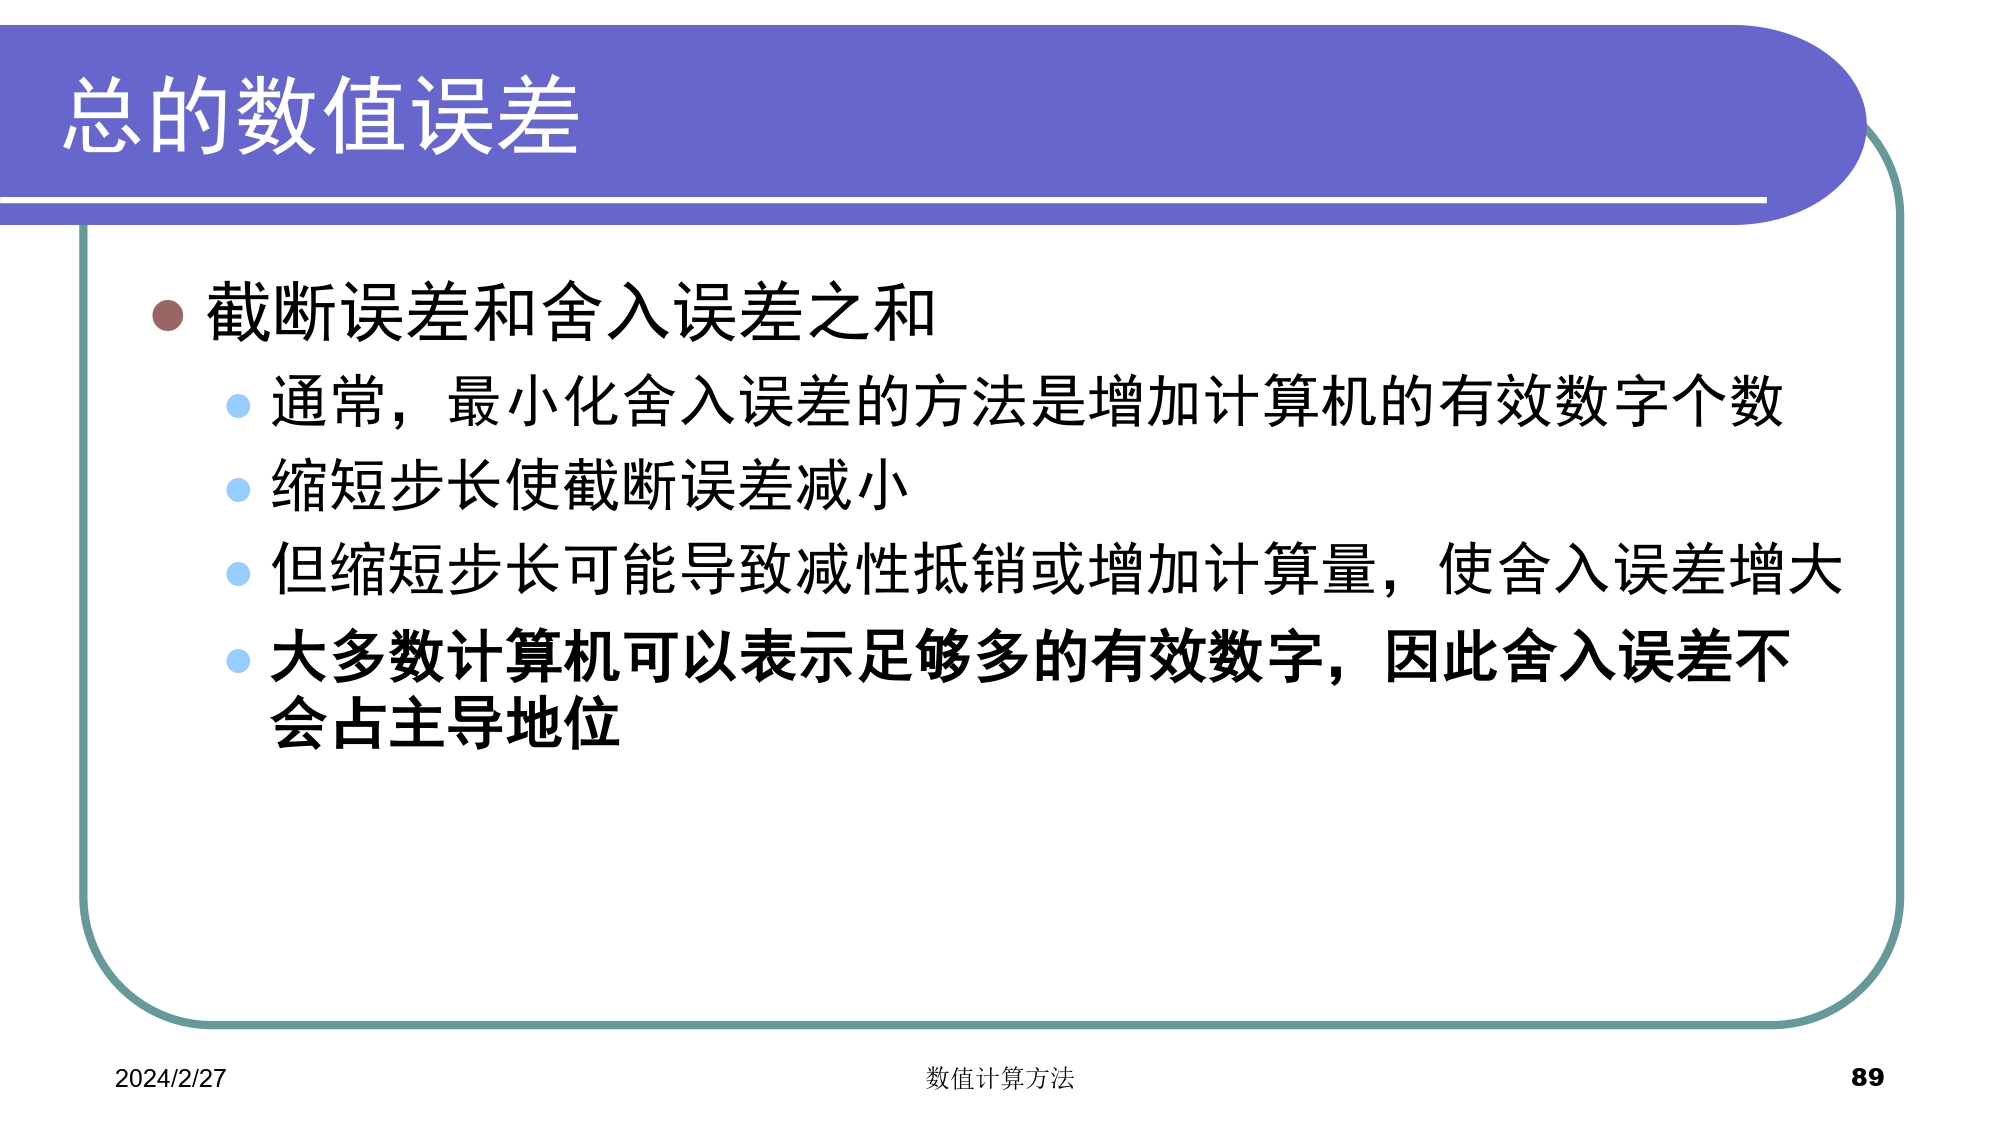 总的数值误差
截断误差和舍入误差之和
通常，最小化舍入误差的方法是增加计算机的有效数字个数
缩短步长使截断误差减小
但缩短步长可能导致减性抵销或增加计算量，使舍入误差增大
大多数计算机可以表示足够多的有效数字，因此舍入误差不
会占主导地位
2024/2/27
数值计算方法
89